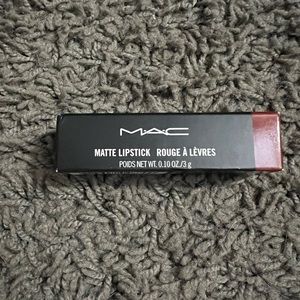 MAC
MATTE LIPSTICK ROUGE À LÈVRES
POIDS NET WT. 0.10 OZ./3 g